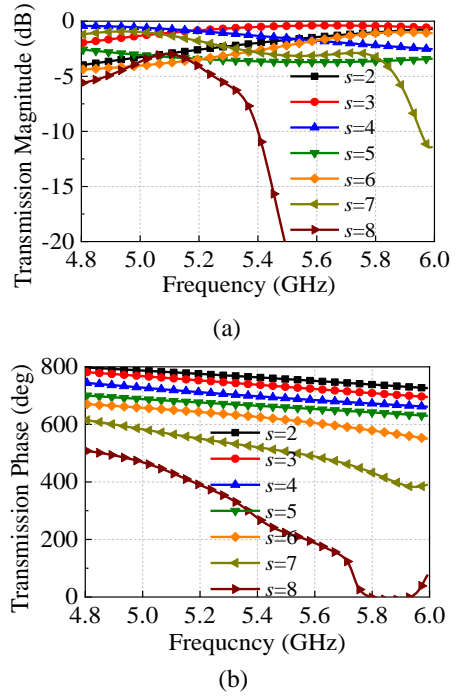 Transmission Magnitude (dB)
0
-5
-10
-15
-20
s=2
s=3
s=4
s=5
s=6
s=7
s=8
4.8 5.0 5.2 5.4 5.6 5.8 6.0
Frequency (GHz)
(a)
Transmission Phase (deg)
800
600
400
200
0
s=2
s=3
s=4
s=5
s=6
s=7
s=8
4.8 5.0 5.2 5.4 5.6 5.8 6.0
Frequcncy (GHz)
(b)